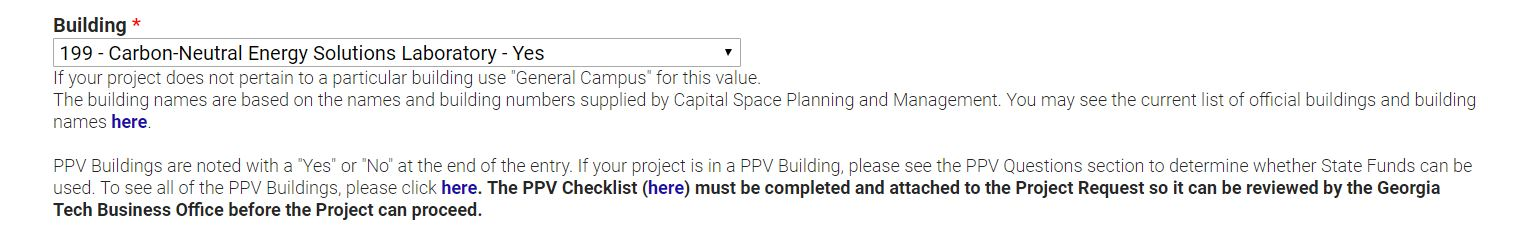 Building *
199 - Carbon-Neutral Energy Solutions Laboratory - Yes
If your project does not pertain to a particular building use "General Campus" for this value.
The building names are based on the names and building numbers supplied by Capital Space Planning and Management. You may see the current list of official buildings and building
names here.
PPV Buildings are noted with a "Yes" or "No" at the end of the entry. If your project is in a PPV Building, please see the PPV Questions section to determine whether State Funds can be
used. To see all of the PPV Buildings, please click here. The PPV Checklist (here) must be completed and attached to the Project Request so it can be reviewed by the Georgia
Tech Business Office before the Project can proceed.